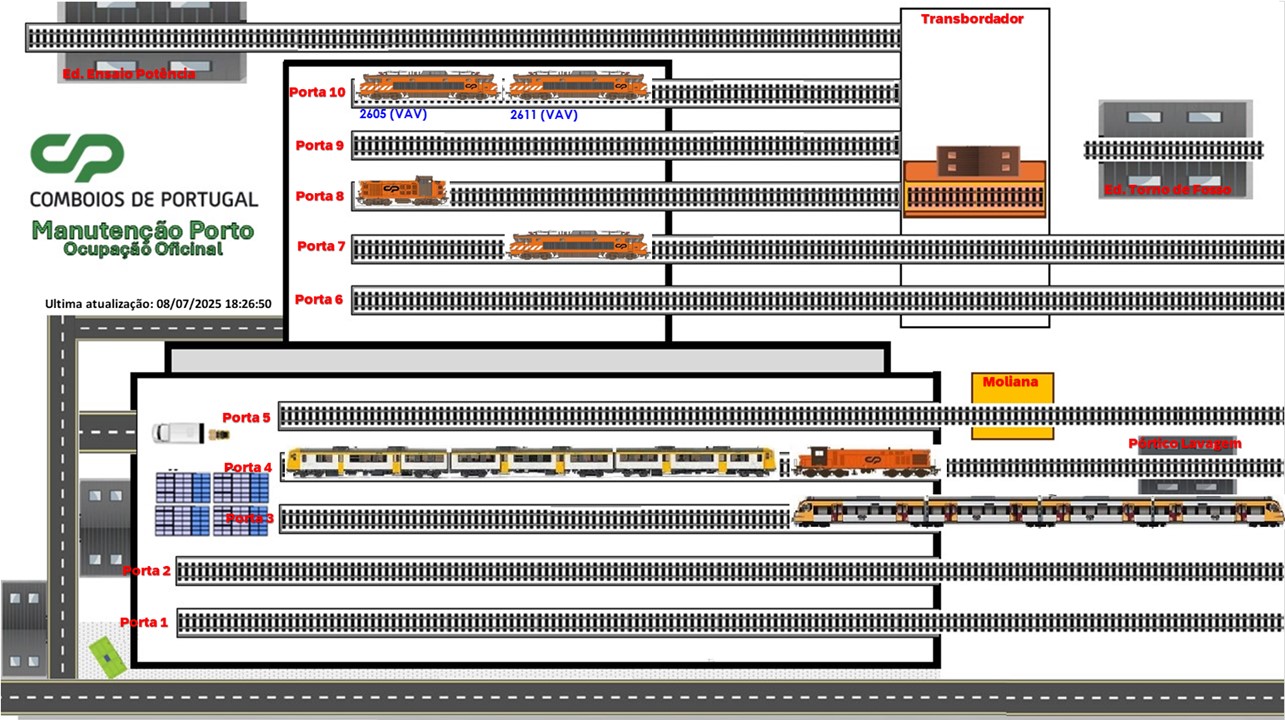 Transbordador
Ed. Ensaio Potência
Porta 10
2605 (VAV)
2611 (VAV)
Porta 9
COMBOIOS DE PORTUGAL
Manutenção Porto
Ocupação Oficinal
Porta 8
Ed. Torno de Fosso
Porta 7
Ultima atualização: 08/07/2025 18:26:50
Porta 6
Moliana
Porta 5
Pórtico Lavagem
Porta 4
Porta 3
Porta 2
Porta 1